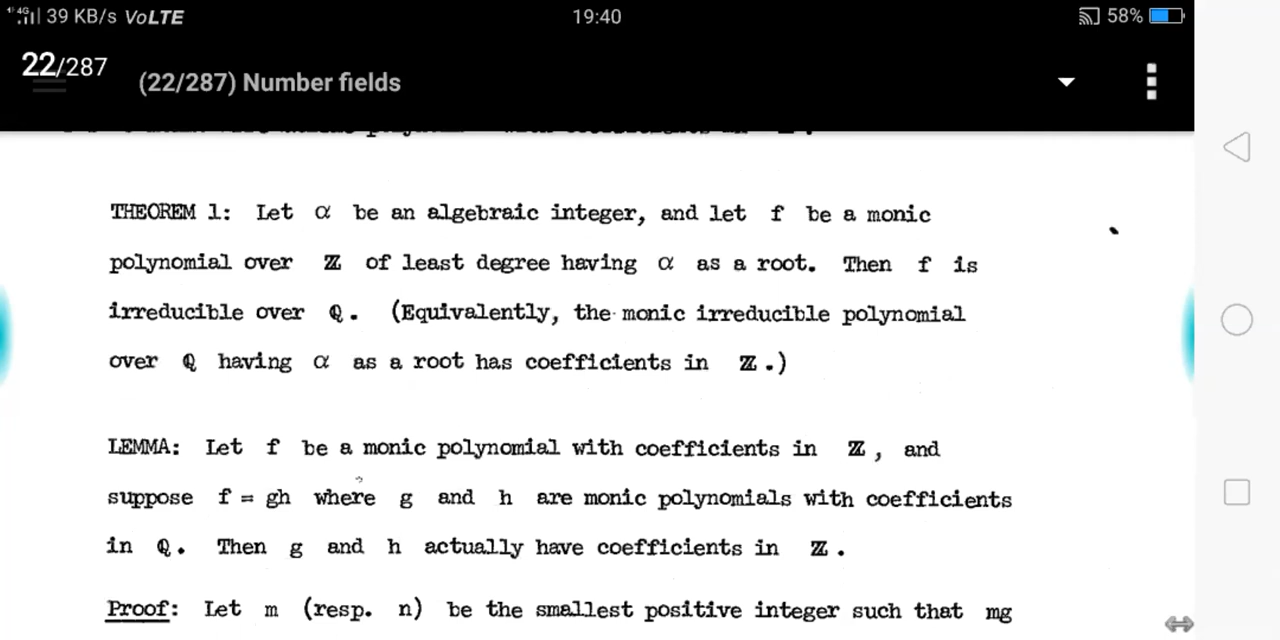 4G 39 KB/s VoLTE 19:40 58%
22/287 (22/287) Number fields
THEOREM 1: Let α be an algebraic integer, and let f be a monic
polynomial over ℤ of least degree having α as a root. Then f is
irreducible over ℚ. (Equivalently, the monic irreducible polynomial
over ℚ having α as a root has coefficients in ℤ.)
LEMMA: Let f be a monic polynomial with coefficients in ℤ, and
suppose f = gh where g and h are monic polynomials with coefficients
in ℚ. Then g and h actually have coefficients in ℤ.
Proof: Let m (resp. n) be the smallest positive integer such that mg